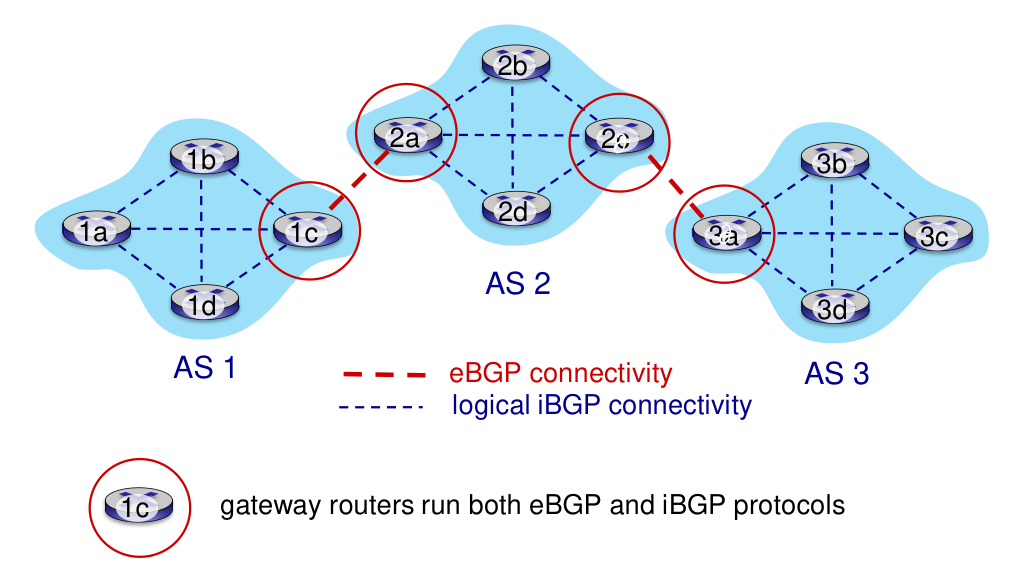 2b
2a
2c
1b
3b
2d
1a
1c
3a
3c
AS 2
1d
3d
AS 1
AS 3
eBGP connectivity
logical iBGP connectivity
1c
gateway routers run both eBGP and iBGP protocols